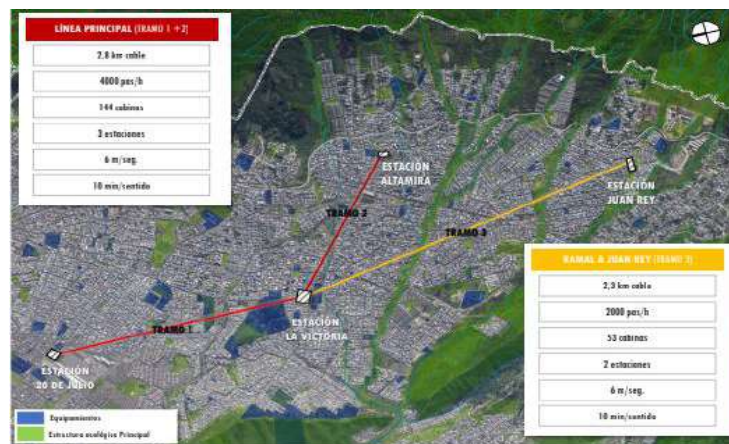 LÍNEA PRINCIPAL (TRAMO 1 +2)
2,8 km cable
4000 pas/h
144 cabinas
3 estaciones
6 m/seg.
10 min/sentido
ESTACIÓN
ALTAMIRA
ESTACIÓN
JUAN REY
TRAMO 2
TRAMO 3
RAMAL A JUAN REY (TRAMO 3)
2,3 km cable
2000 pas/h
53 cabinas
2 estaciones
6 m/seg.
10 min/sentido
ESTACIÓN
LA VICTORIA
TRAMO 1
ESTACIÓN
20 DE JULIO
Equipamientos
Estructura ecológica Principal